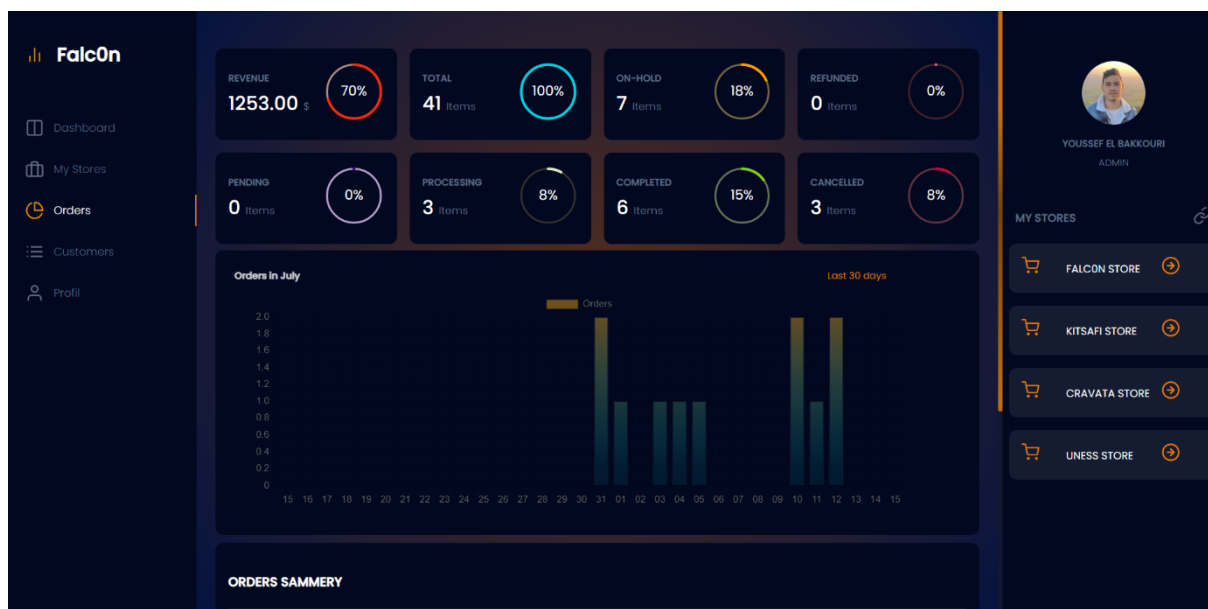 Falc0n
Dashboard
My Stores
Orders
Customers
Profil
REVENUE
1253.00 $
70%
TOTAL
41 Items
100%
ON-HOLD
7 Items
18%
REFUNDED
0 Items
0%
PENDING
0 Items
0%
PROCESSING
3 Items
8%
COMPLETED
6 Items
15%
CANCELLED
3 Items
8%
Orders in July
Last 30 days
Orders
2.0
1.8
1.6
1.4
1.2
1.0
0.8
0.6
0.4
0.2
0
15 16 17 18 19 20 21 22 23 24 25 26 27 28 29 30 31 01 02 03 04 05 06 07 08 09 10 11 12 13 14 15
ORDERS SAMMERY
YOUSSEF EL BAKKOURI
ADMIN
MY STORES
FALC0N STORE
KITSAFI STORE
CRAVATA STORE
UNESS STORE